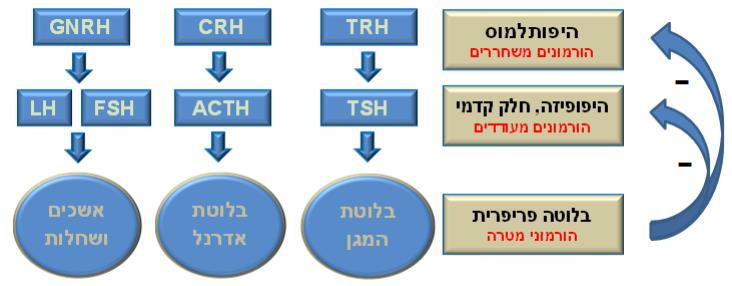 GNRH
CRH
TRH
היפותלמוס
הורמונים משחררים
LH
FSH
ACTH
TSH
היפופיזה, חלק קדמי
הורמונים מעודדים
–
–
אשכים
ושחלות
בלוטת
אדרנל
בלוטת
המגן
בלוטה פריפרית
הורמוני מטרה